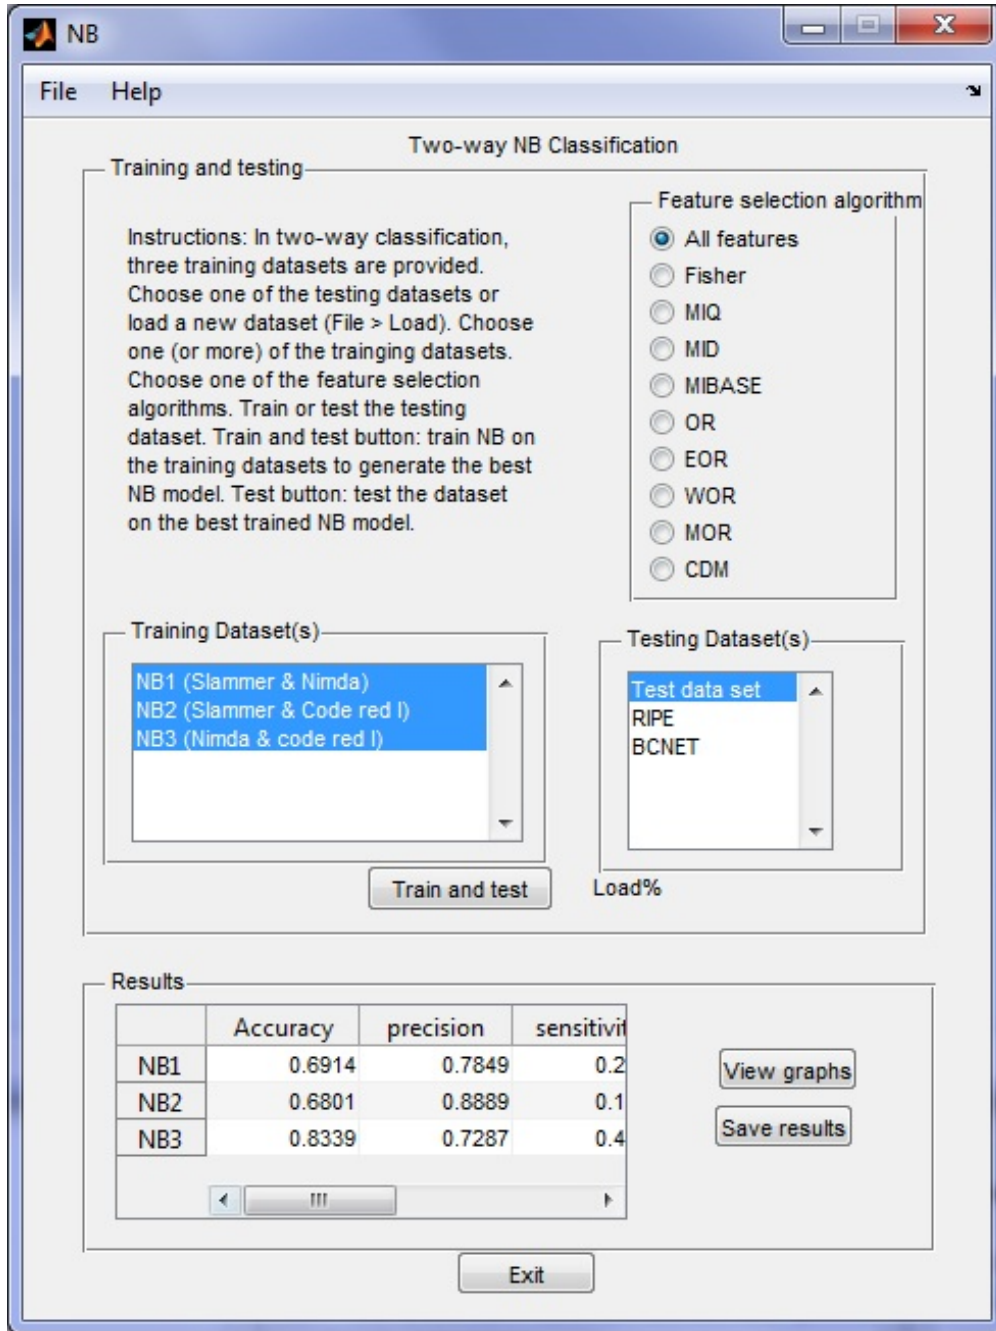 NB
File Help
Two-way NB Classification
Training and testing
Instructions: In two-way classification,
three training datasets are provided.
Choose one of the testing datasets or
load a new dataset (File > Load). Choose
one (or more) of the trainging datasets.
Choose one of the feature selection
algorithms. Train or test the testing
dataset. Train and test button: train NB on
the training datasets to generate the best
NB model. Test button: test the dataset
on the best trained NB model.
Feature selection algorithm
All features
Fisher
MIQ
MID
MIBASE
OR
EOR
WOR
MOR
CDM
Training Dataset(s)
NB1 (Slammer & Nimda)
NB2 (Slammer & Code red I)
NB3 (Nimda & code red I)
Testing Dataset(s)
Test data set
RIPE
BCNET
Train and test
Load%
Results
Accuracy precision sensitivit
NB1 0.6914 0.7849 0.2
NB2 0.6801 0.8889 0.1
NB3 0.8339 0.7287 0.4
View graphs
Save results
Exit